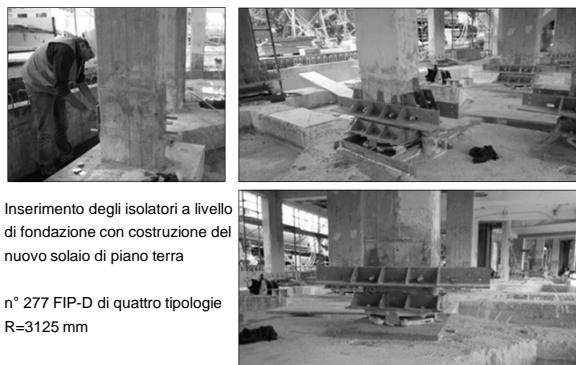 Inserimento degli isolatori a livello
di fondazione con costruzione del
nuovo solaio di piano terra
n° 277 FIP-D di quattro tipologie
R=3125 mm